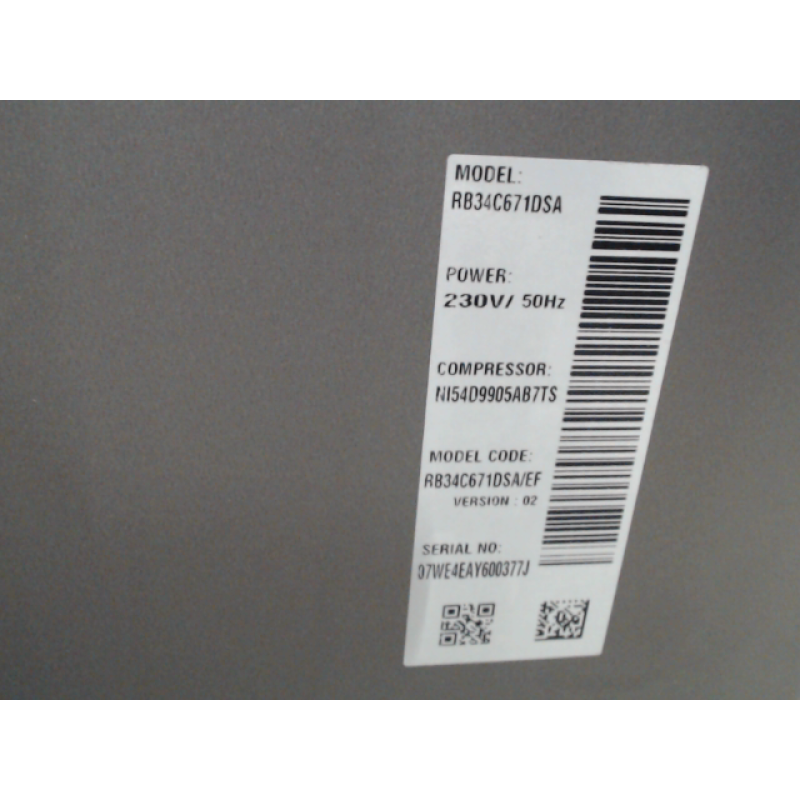 MODEL:
RB34C671DSA
POWER:
230V/ 50Hz
COMPRESSOR:
NI54D9905AB7TS
MODEL CODE:
RB34C671DSA/EF
VERSION : 02
SERIAL NO:
07WE4EAY600377J